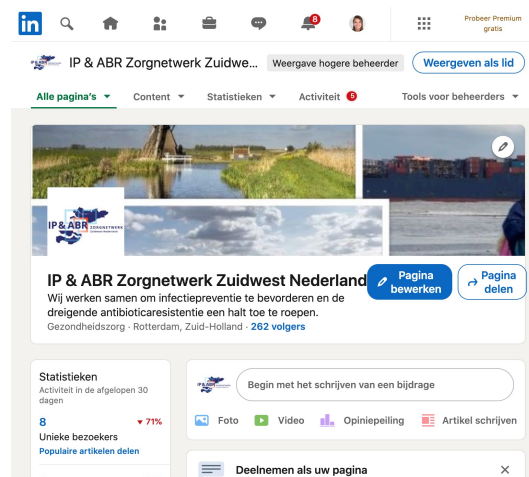 in
8
Probeer Premium
gratis
IP & ABR Zorgnetwerk Zuidwe... Weergave hogere beheerder Weergeven als lid
Alle pagina's Content Statistieken Activiteit 5 Tools voor beheerders
IP & ABR ZORGNETWERK
IP & ABR Zorgnetwerk Zuidwest Nederland
Pagina bewerken
Pagina delen
Wij werken samen om infectiepreventie te bevorderen en de
dreigende antibioticaresistentie een halt toe te roepen.
Gezondheidszorg · Rotterdam, Zuid-Holland · 262 volgers
Statistieken
Activiteit in de afgelopen 30
dagen
8 71%
Unieke bezoekers
Populaire artikelen delen
Begin met het schrijven van een bijdrage
Foto Video Opiniepeiling Artikel schrijven
Deelnemen als uw pagina